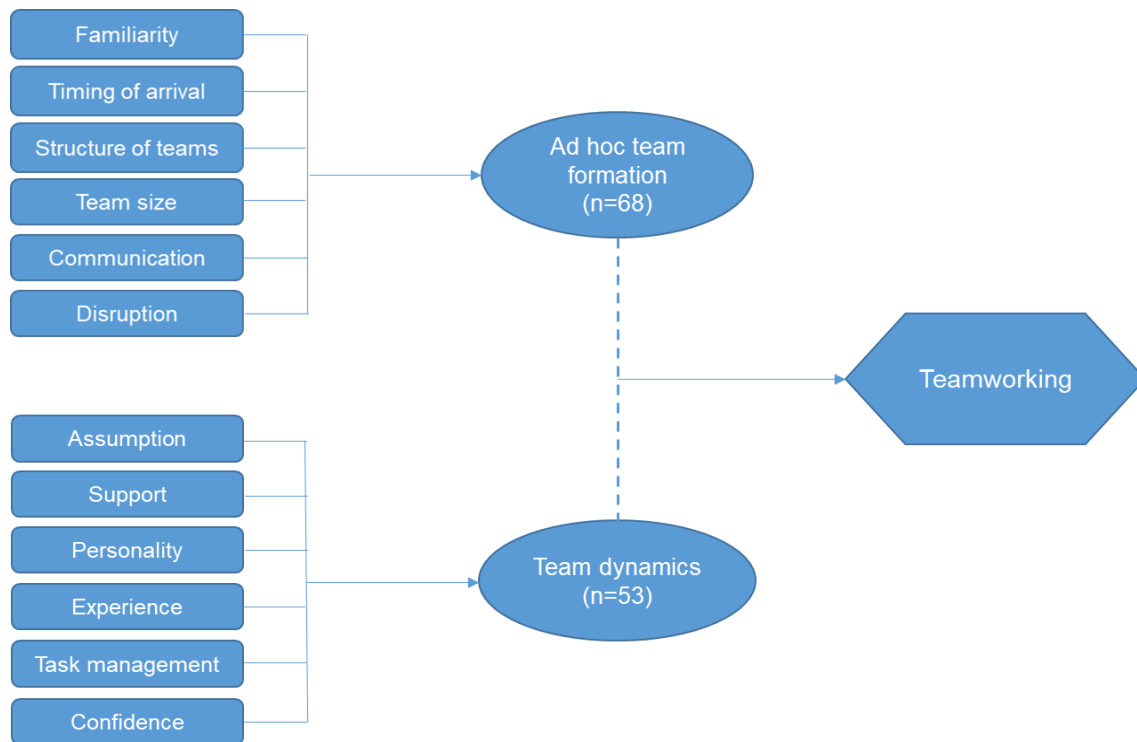 Familiarity
Timing of arrival
Structure of teams
Team size
Communication
Disruption
Ad hoc team
formation
(n=68)
Teamworking
Assumption
Support
Personality
Experience
Task management
Confidence
Team dynamics
(n=53)